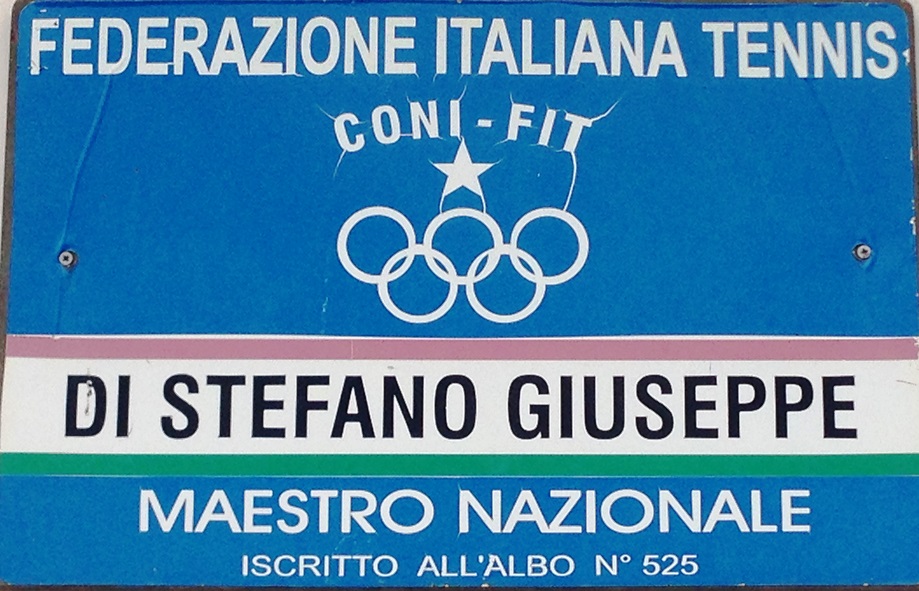 FEDERAZIONE ITALIANA TENNIS
CONI-FIT
DI STEFANO GIUSEPPE
MAESTRO NAZIONALE
ISCRITTO ALL'ALBO N° 525